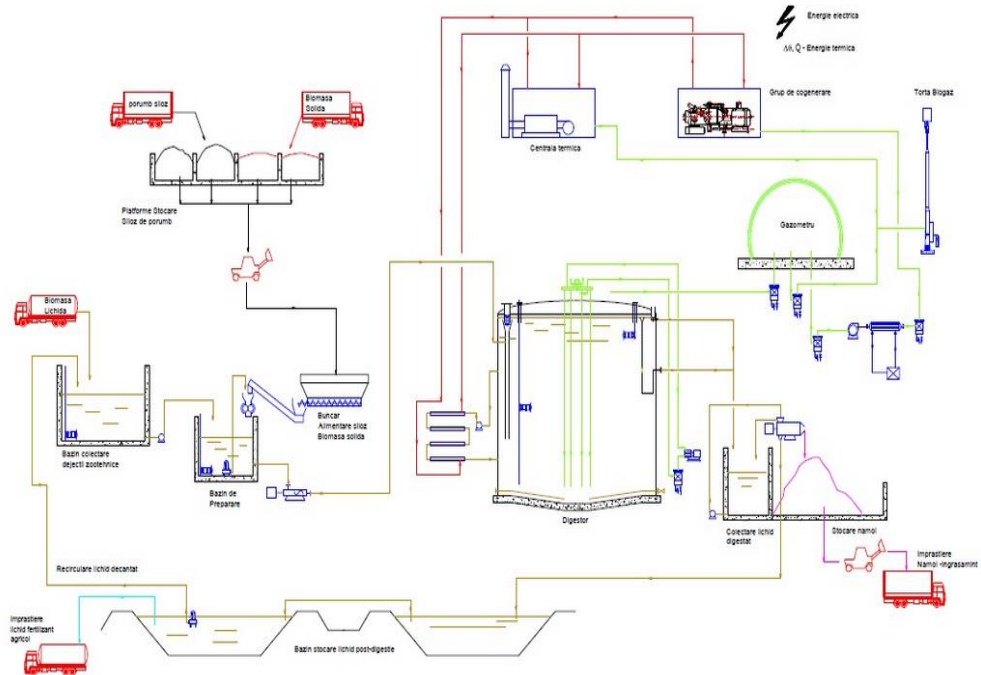 Energie electrica
Δh, Q - Energie termica
porumb siloz
Biomasa
Solida
Grup de cogenerare
Torta Biogaz
Centrala termica
Platforme Stocare
Siloz de porumb
Gazometru
Biomasa
Lichida
Buncar
Alimentare siloz
Biomasa solida
Bazin colectare
dejectii zootehnice
Bazin de
Preparare
Digestor
Colectare lichid
digestat
Stocare namol
Recirculare lichid decantat
Imprastiere
Namol -ingrasamint
Imprastiere
lichid fertilizant
agricol
Bazin stocare lichid post-digestie